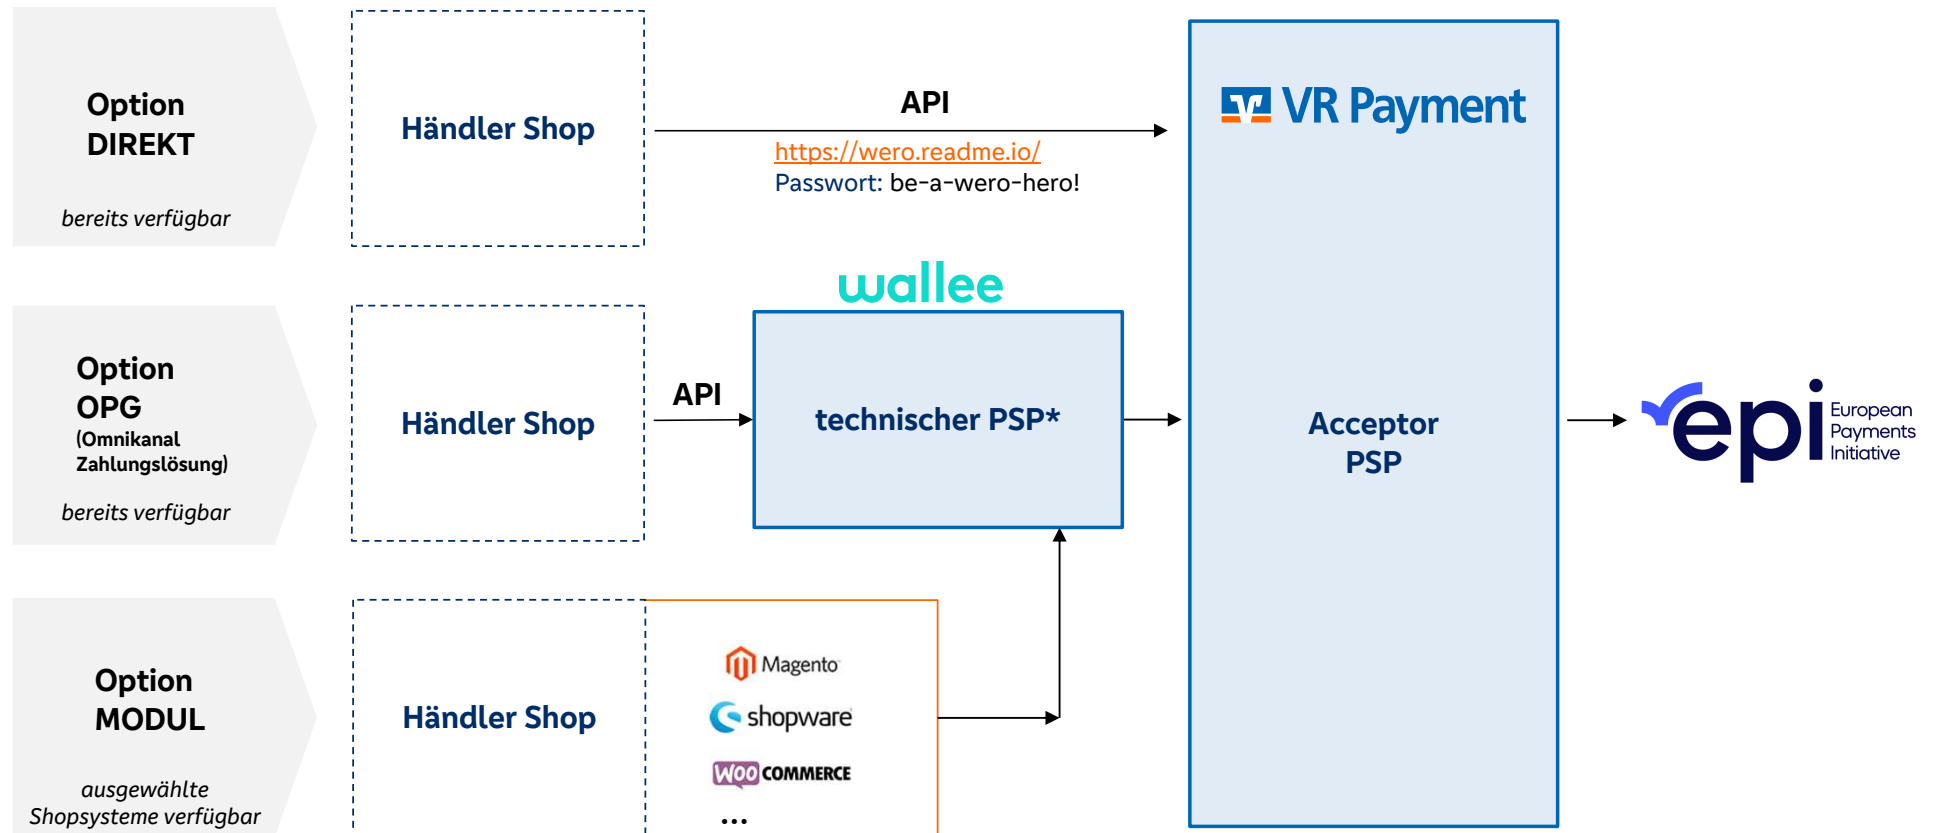 Option
DIREKT
bereits verfügbar
Händler Shop
API
https://wero.readme.io/
Passwort: be-a-wero-hero!
VR Payment
wallee
Option
OPG
(Omnikanal
Zahlungslösung)
bereits verfügbar
Händler Shop
API
technischer PSP*
Acceptor
PSP
epi
European
Payments
Initiative
Option
MODUL
ausgewählte
Shopsysteme verfügbar
Händler Shop
Magento
shopware
WOO COMMERCE
...